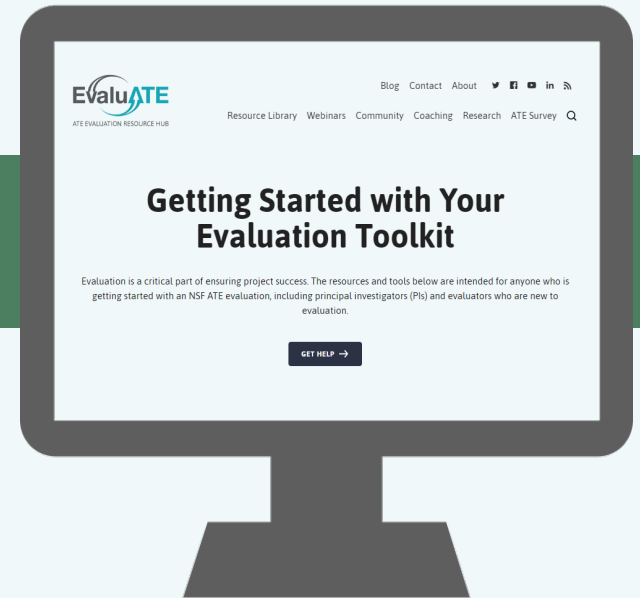 EvaluATE
ATE EVALUATION RESOURCE HUB
Blog Contact About
Resource Library Webinars Community Coaching Research ATE Survey
Getting Started with Your
Evaluation Toolkit
Evaluation is a critical part of ensuring project success. The resources and tools below are intended for anyone who is
getting started with an NSF ATE evaluation, including principal investigators (PIs) and evaluators who are new to
evaluation.
GET HELP